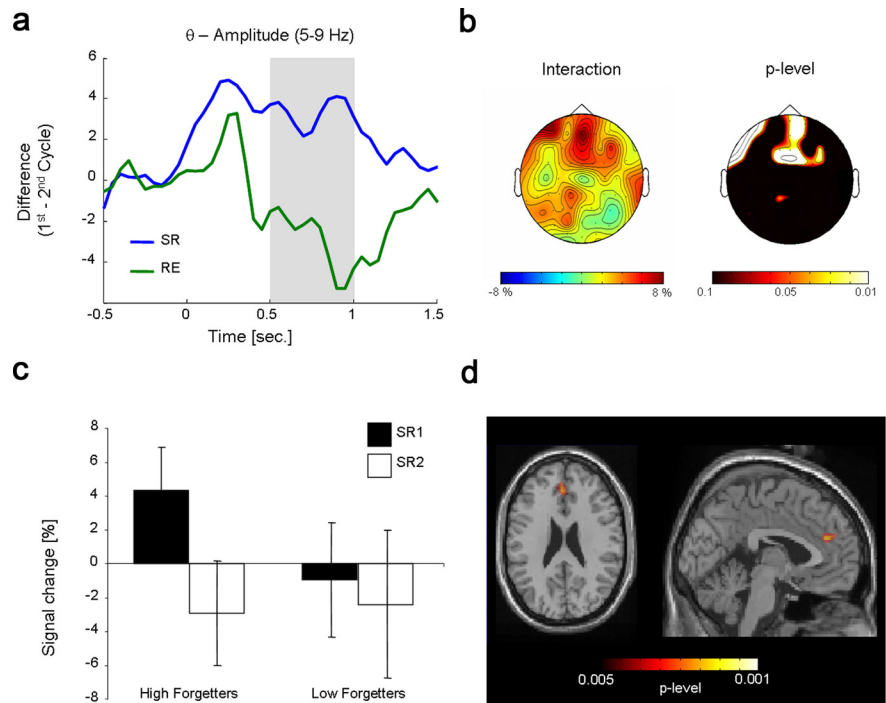 a
θ – Amplitude (5-9 Hz)
6
4
2
0
-2
-4
Difference
(1st - 2nd Cycle)
SR
RE
-0.5
0
0.5
1
1.5
Time [sec.]
b
Interaction
p-level
-8 %
8 %
0.1
0.05
0.01
c
8
6
4
2
0
-2
-4
-6
-8
Signal change [%]
SR1
SR2
High Forgetters
Low Forgetters
d
0.005
0.001
p-level